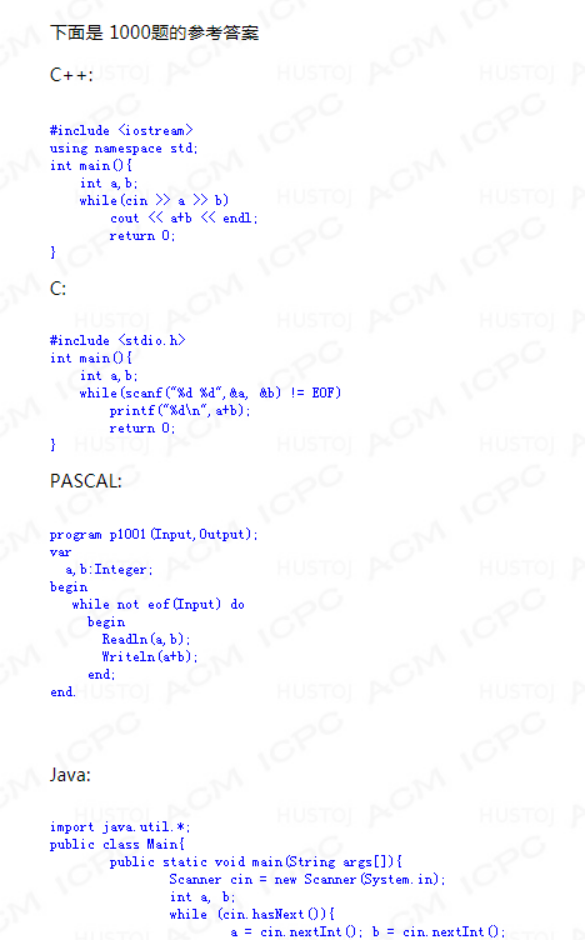 下面是 1000题的参考答案
C++:
#include <iostream>
using namespace std;
int main(){
    int a,b;
    while(cin >> a >> b)
        cout << a+b << endl;
        return 0;
}
C:
#include <stdio.h>
int main(){
    int a,b;
    while(scanf("%d %d",&a, &b) != EOF)
        printf("%d\n",a+b);
        return 0;
}
PASCAL:
program p1001(Input,Output);
var
  a,b:Integer;
begin
   while not eof(Input) do
     begin
       Readln(a,b);
       Writeln(a+b);
     end;
end.
Java:
import java.util.*;
public class Main{
        public static void main(String args[]){
                Scanner cin = new Scanner(System.in);
                int a, b;
                while (cin.hasNext()){
                        a = cin.nextInt(); b = cin.nextInt();
HUSTOJ ACM ICPC